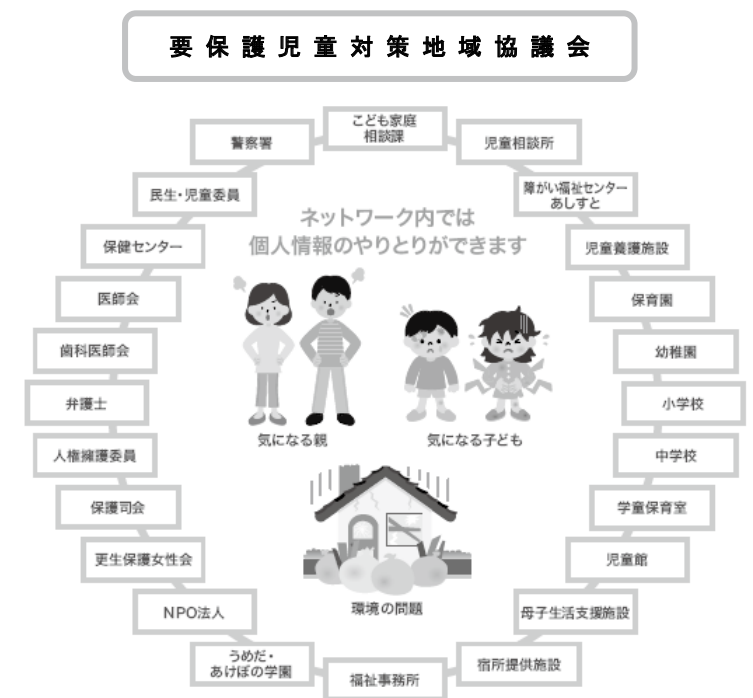 要保護児童対策地域協議会
こども家庭
相談課
警察署
児童相談所
民生・児童委員
障がい福祉センター
あしすと
ネットワーク内では
個人情報のやりとりができます
保健センター
児童養護施設
医師会
保育園
歯科医師会
幼稚園
弁護士
小学校
気になる親
気になる子ども
人権擁護委員
中学校
保護司会
学童保育室
更生保護女性会
児童館
環境の問題
NPO法人
母子生活支援施設
うめだ・
あけぼの学園
福祉事務所
宿所提供施設